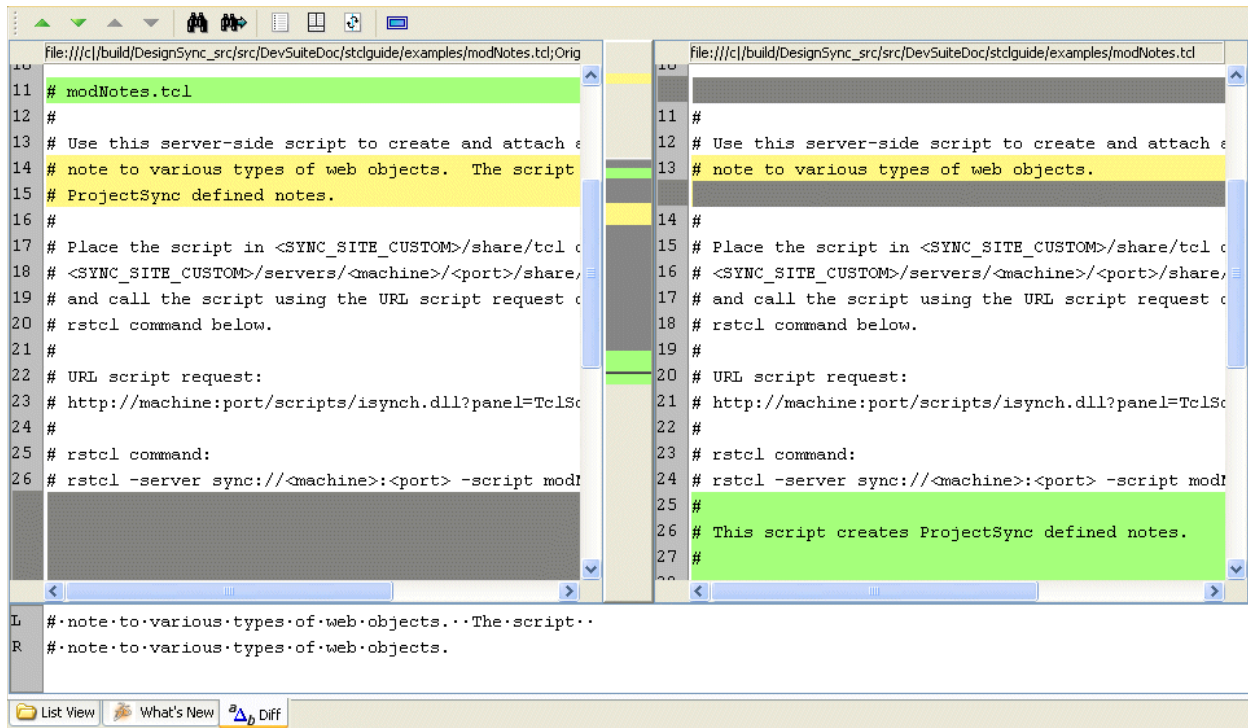 file:///c|/build/DesignSync_src/src/DevSuiteDoc/stclguide/examples/modNotes.tcl;Orig
11 # modNotes.tcl
12 #
13 # Use this server-side script to create and attach
14 # note to various types of web objects.  The script
15 # ProjectSync defined notes.
16 #
17 # Place the script in <SYNC_SITE_CUSTOM>/share/tcl
18 # <SYNC_SITE_CUSTOM>/servers/<machine>/<port>/share/
19 # and call the script using the URL script request
20 # rstcl command below.
21 #
22 # URL script request:
23 # http://machine:port/scripts/isynch.dll?panel=TclSc
24 #
25 # rstcl command:
26 # rstcl -server sync://<machine>:<port> -script mod
file:///c|/build/DesignSync_src/src/DevSuiteDoc/stclguide/examples/modNotes.tcl
11 #
12 # Use this server-side script to create and attach
13 # note to various types of web objects.
14 #
15 # Place the script in <SYNC_SITE_CUSTOM>/share/tcl
16 # <SYNC_SITE_CUSTOM>/servers/<machine>/<port>/share/
17 # and call the script using the URL script request
18 # rstcl command below.
19 #
20 # URL script request:
21 # http://machine:port/scripts/isynch.dll?panel=TclSc
22 #
23 # rstcl command:
24 # rstcl -server sync://<machine>:<port> -script mod
25 #
26 # This script creates ProjectSync defined notes.
27 #
L #·note·to·various·types·of·web·objects.··The·script··
R #·note·to·various·types·of·web·objects.
List View What's New aΔb Diff